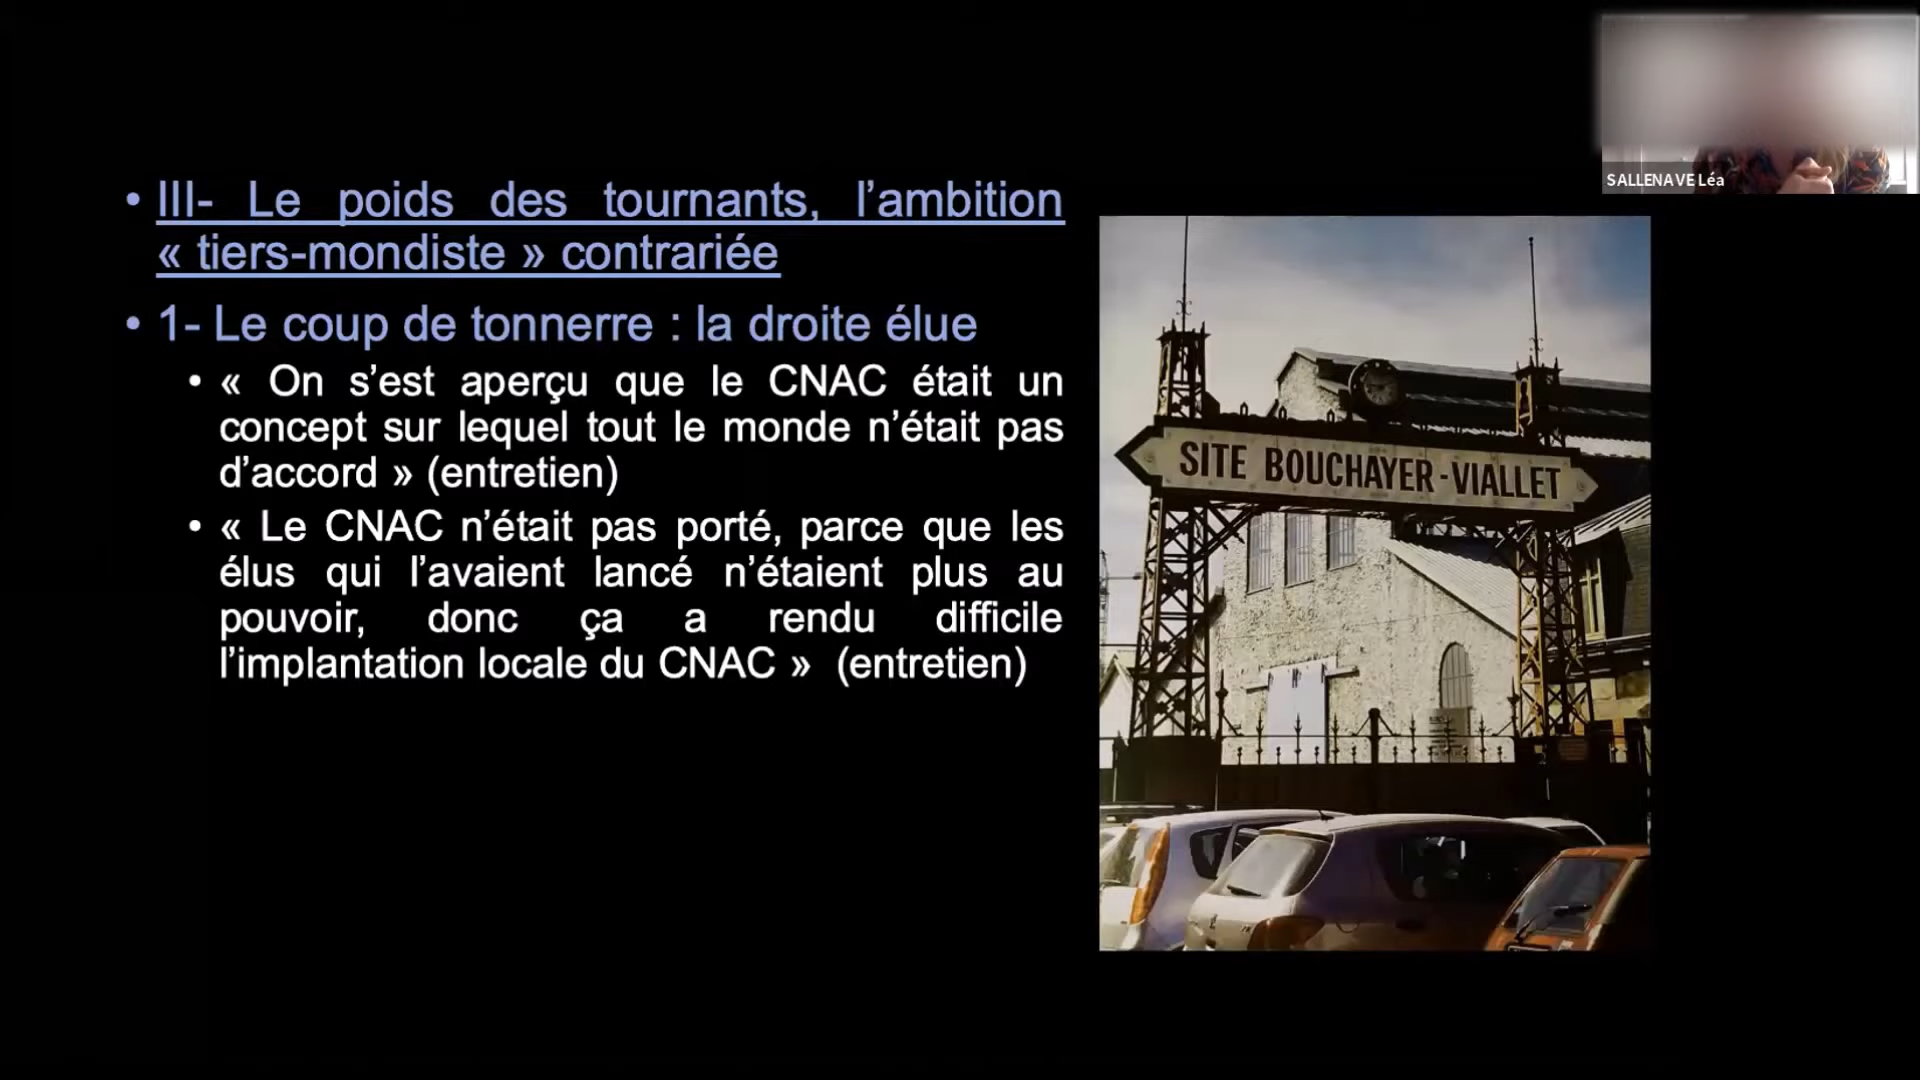 SALLENAVE Léa
• III- Le poids des tournants, l’ambition
« tiers-mondiste » contrariée
• 1- Le coup de tonnerre : la droite élue
• « On s’est aperçu que le CNAC était un
concept sur lequel tout le monde n’était pas
d’accord » (entretien)
• « Le CNAC n’était pas porté, parce que les
élus qui l’avaient lancé n’étaient plus au
pouvoir, donc ça a rendu difficile
l’implantation locale du CNAC » (entretien)
SITE BOUCHAYER-VIALLET